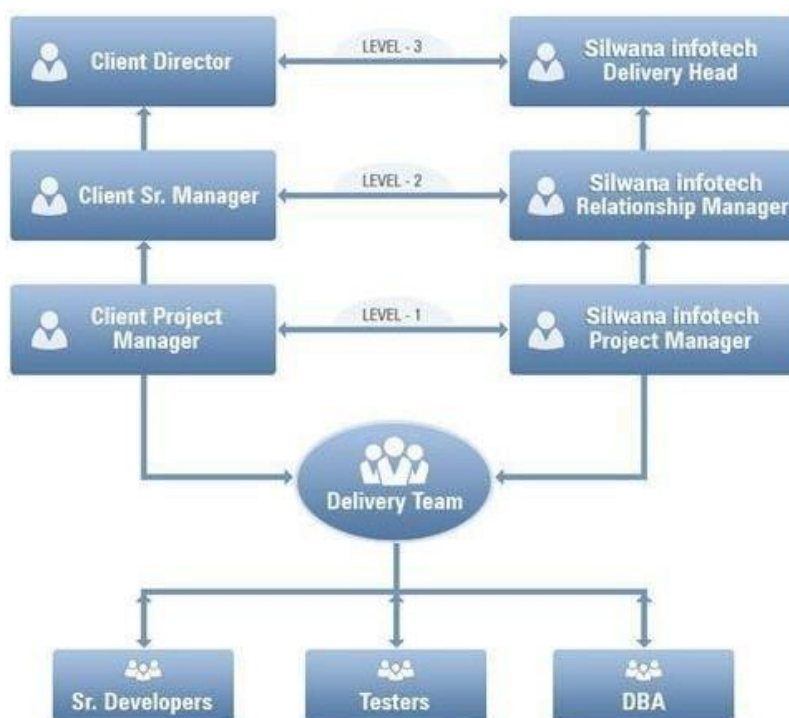 Client Director
LEVEL - 3
Silwana infotech
Delivery Head
Client Sr. Manager
LEVEL - 2
Silwana infotech
Relationship Manager
Client Project
Manager
LEVEL - 1
Silwana infotech
Project Manager
Delivery Team
Sr. Developers
Testers
DBA